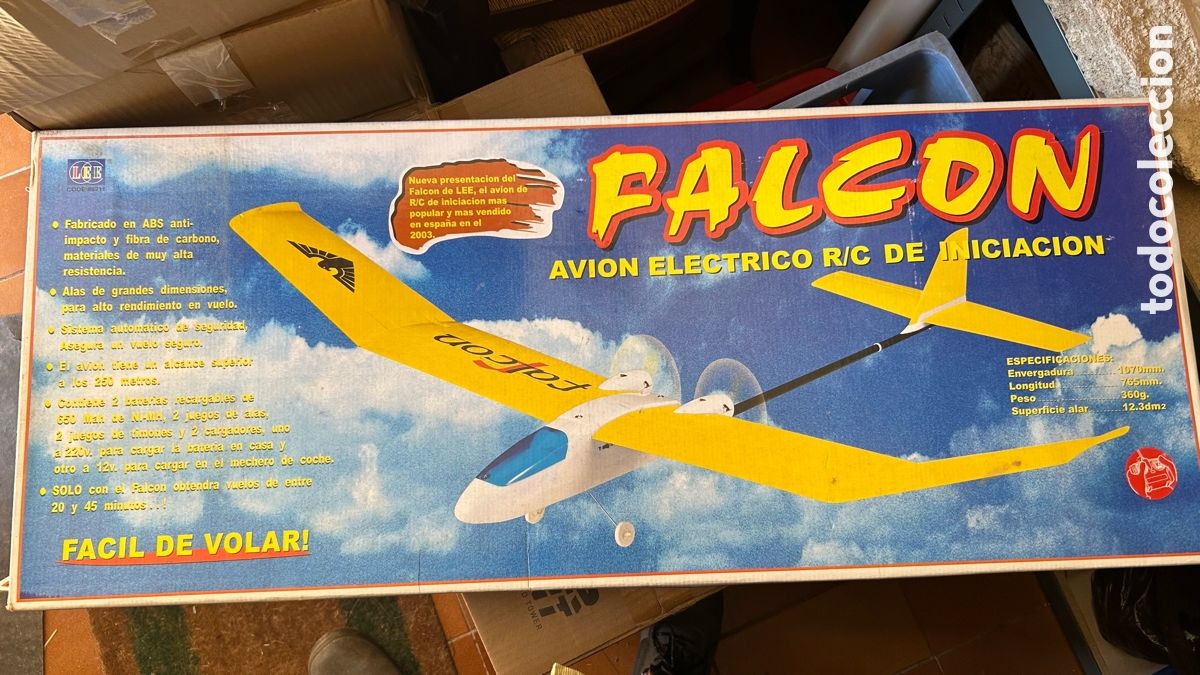 LEE
FALCON
AVION ELECTRICO R/C DE INICIACION
Nueva presentacion del
Falcon de LEE, el avion de
R/C de iniciacion mas
popular y mas vendido
en españa en el
2003.
● Fabricado en ABS anti-
impacto y fibra de carbono,
materiales de muy alta
resistencia.
● Alas de grandes dimensiones,
para alto rendimiento en vuelo.
● Sistema automatico de seguridad,
Asegura un vuelo seguro.
● El avion tiene un alcance superior
a los 250 metros.
● Contiene 2 baterias recargables de
650 Mah de NI-MH, 2 juegos de alas,
2 juegos de timones y 2 cargadores, uno
a 220v. para cargar la bateria en casa y
otro a 12v. para cargar en el mechero de coche.
● SOLO con el Falcon obtendra vuelos de entre
20 y 45 minutos...!
FACIL DE VOLAR!
falcon
ESPECIFICACIONES:
Envergadura 1070mm.
Longitud 765mm.
Peso 360g.
Superficie alar 12.3dm2
todocoleccion
POWER